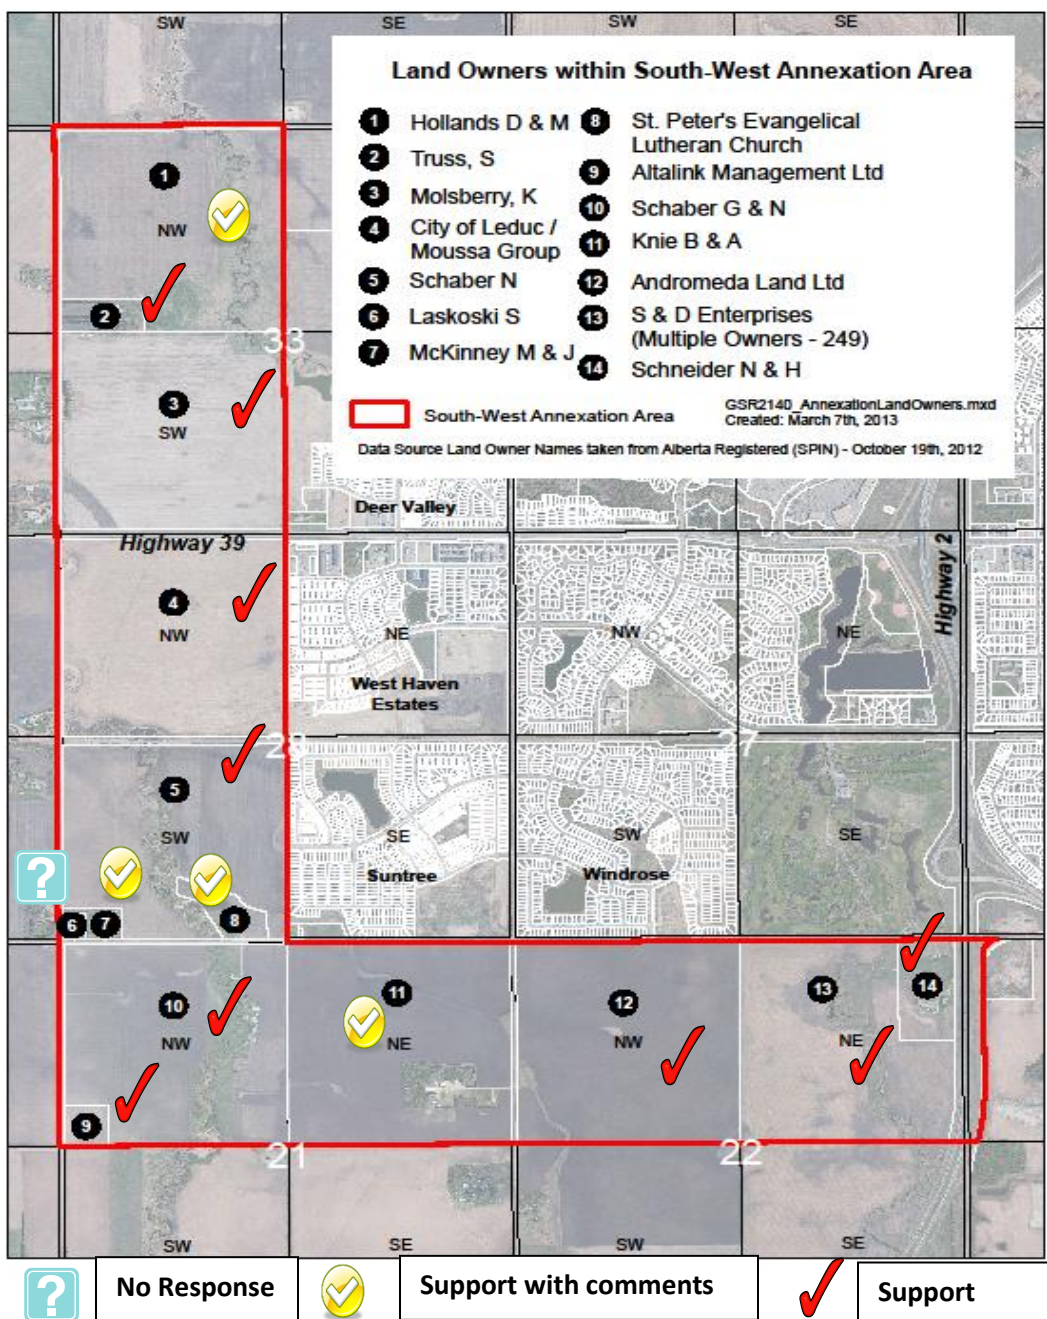 SW SE SW SE
Land Owners within South-West Annexation Area
1 Hollands D & M
2 Truss, S
3 Molsberry, K
4 City of Leduc /
Moussa Group
5 Schaber N
6 Laskoski S
7 McKinney M & J
8 St. Peter's Evangelical
Lutheran Church
9 Altalink Management Ltd
10 Schaber G & N
11 Knie B & A
12 Andromeda Land Ltd
13 S & D Enterprises
(Multiple Owners - 249)
14 Schneider N & H
South-West Annexation Area
GSR2140_AnnexationLandOwners.mxd
Created: March 7th, 2013
Data Source Land Owner Names taken from Alberta Registered (SPIN) - October 19th, 2012
1
NW
2
33
3
SW
Deer Valley
Highway 39
Highway 2
4
NW
NE
NW
NE
West Haven
Estates
28
27
5
SW
SE
SW
SE
Suntree
Windrose
?
6 7 8
10
NW
11
NE
12
NW
13
NE
14
9
21
22
SW SE SW SE
? No Response
Support with comments
Support